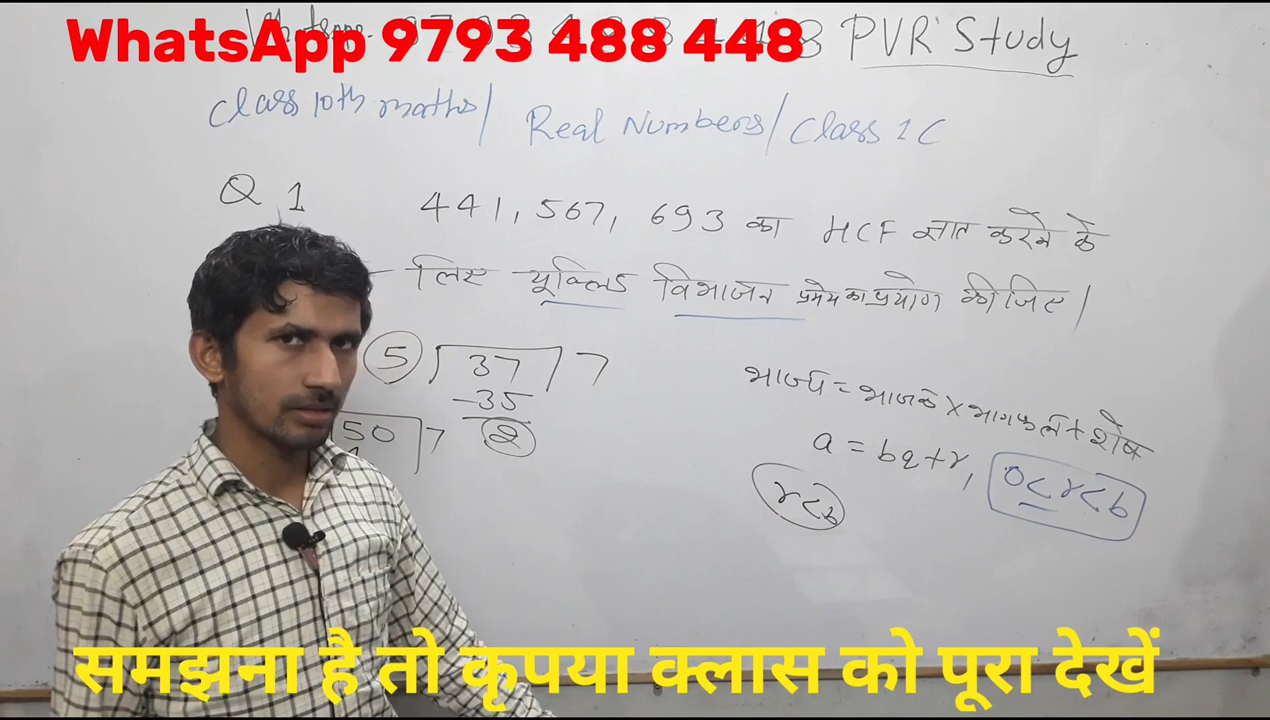 WhatsApp 9793 488 448
PVR Study
Class 10th maths/ Real Numbers/ Class 1C
Q 1 441, 567, 693 का HCF ज्ञात करने के
लिए यूक्लिड विभाजन प्रमेय का प्रयोग कीजिए।
5) 37 ( 7
-35
2
50
7
भाज्य = भाजक × भागफल + शेष
a = bq + r, 0 ≤ r < b
r < b
समझना है तो कृपया क्लास को पूरा देखें